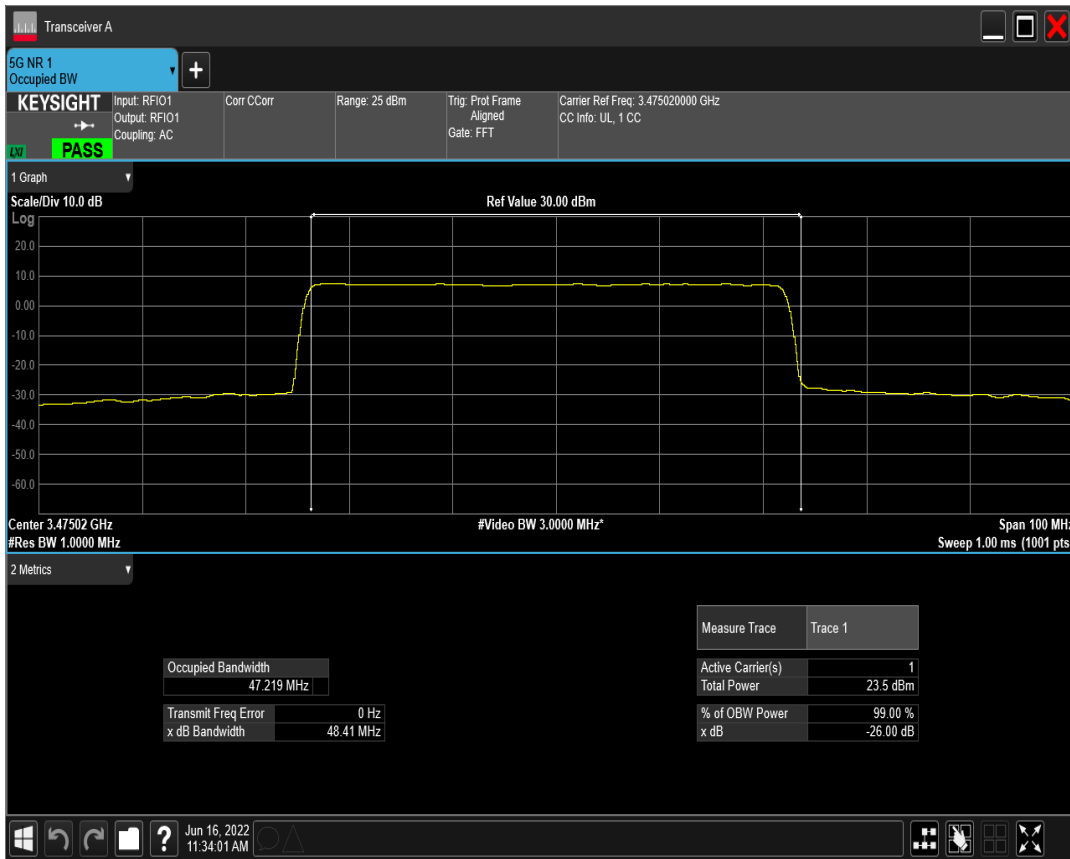 Transceiver A
5G NR 1
Occupied BW
KEYSIGHT
LXI
PASS
Input: RFIO1
Output: RFIO1
Coupling: AC
Corr CCorr
Range: 25 dBm
Trig: Prot Frame
Aligned
Gate: FFT
Carrier Ref Freq: 3.475020000 GHz
CC Info: UL, 1 CC
1 Graph
Scale/Div 10.0 dB
Ref Value 30.00 dBm
Log
20.0
10.0
0.00
-10.0
-20.0
-30.0
-40.0
-50.0
-60.0
Center 3.47502 GHz
#Video BW 3.0000 MHz*
Span 100 MHz
#Res BW 1.0000 MHz
Sweep 1.00 ms (1001 pts
2 Metrics
Measure Trace Trace 1
Occupied Bandwidth
47.219 MHz
Active Carrier(s) 1
Total Power 23.5 dBm
Transmit Freq Error 0 Hz
x dB Bandwidth 48.41 MHz
% of OBW Power 99.00 %
x dB -26.00 dB
?
Jun 16, 2022
11:34:01 AM